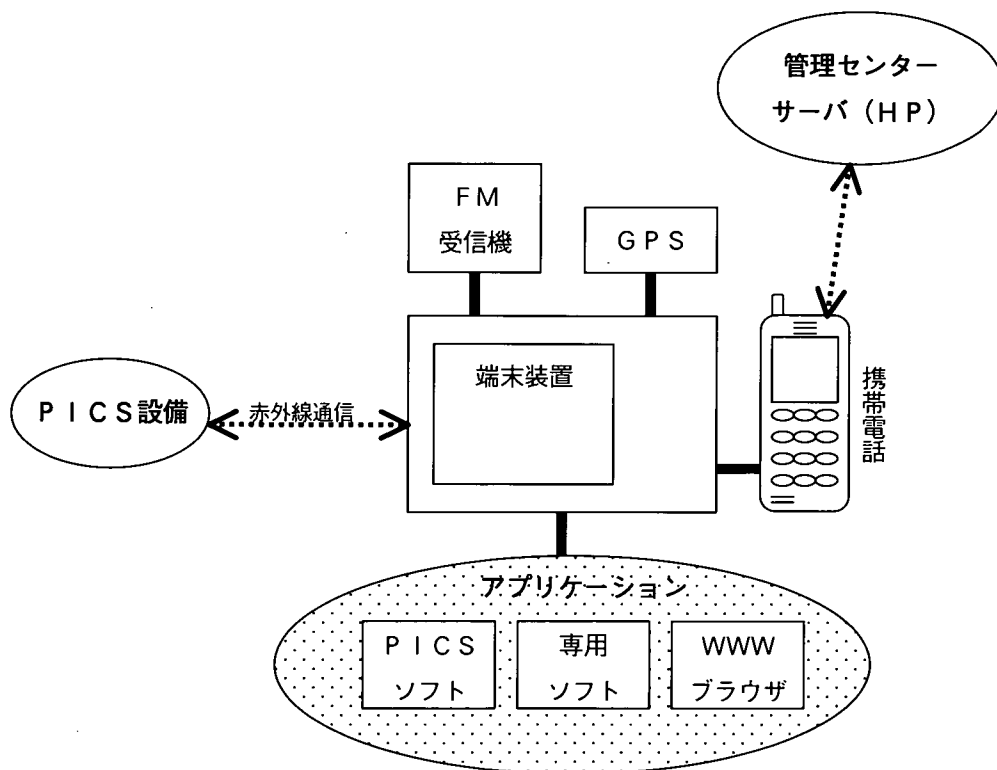 管理センター
サーバ（ＨＰ）
ＦＭ
受信機
ＧＰＳ
端末装置
携帯電話
ＰＩＣＳ設備
赤外線通信
アプリケーション
ＰＩＣＳ
ソフト
専用
ソフト
ＷＷＷ
ブラウザ